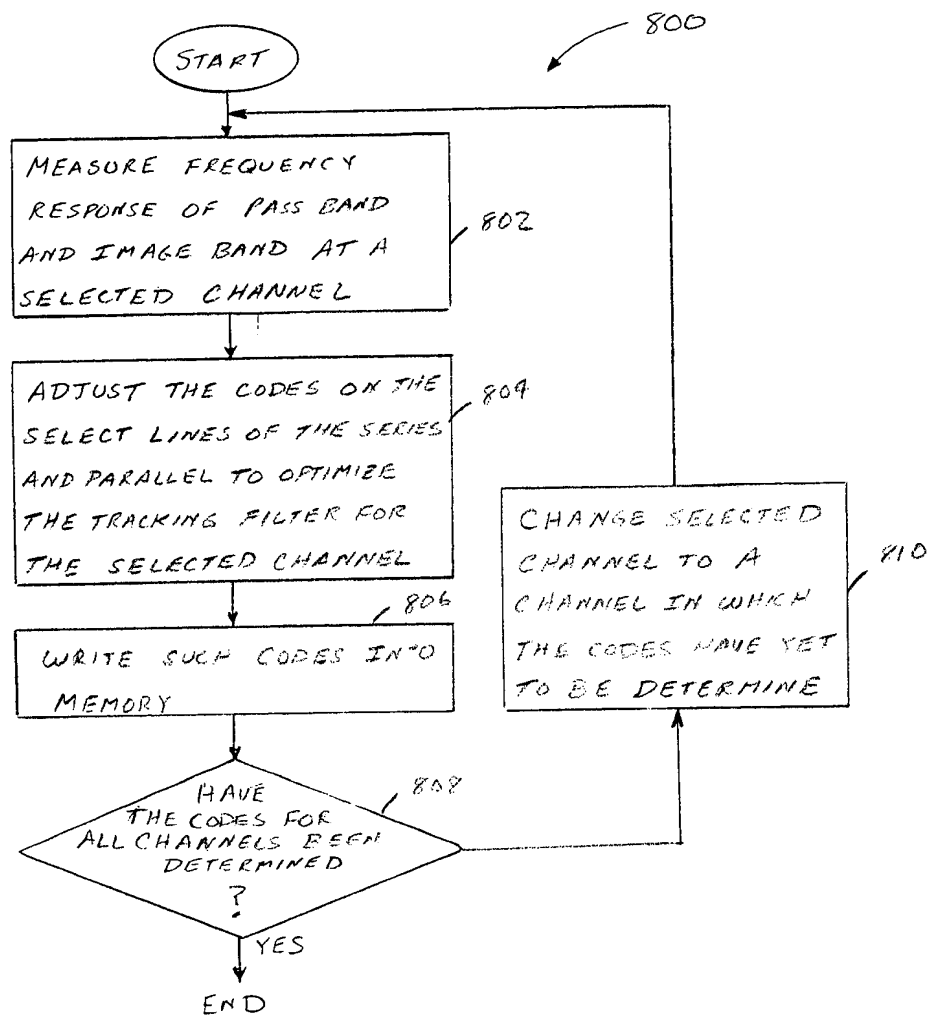 800
START
MEASURE FREQUENCY
RESPONSE OF PASS BAND
AND IMAGE BAND AT A
SELECTED CHANNEL
802
ADJUST THE CODES ON THE
SELECT LINES OF THE SERIES
AND PARALLEL TO OPTIMIZE
THE TRACKING FILTER FOR
THE SELECTED CHANNEL
804
806
WRITE SUCH CODES INTO
MEMORY
HAVE
THE CODES FOR
ALL CHANNELS BEEN
DETERMINED
?
808
YES
END
CHANGE SELECTED
CHANNEL TO A
CHANNEL IN WHICH
THE CODES HAVE YET
TO BE DETERMINE
810